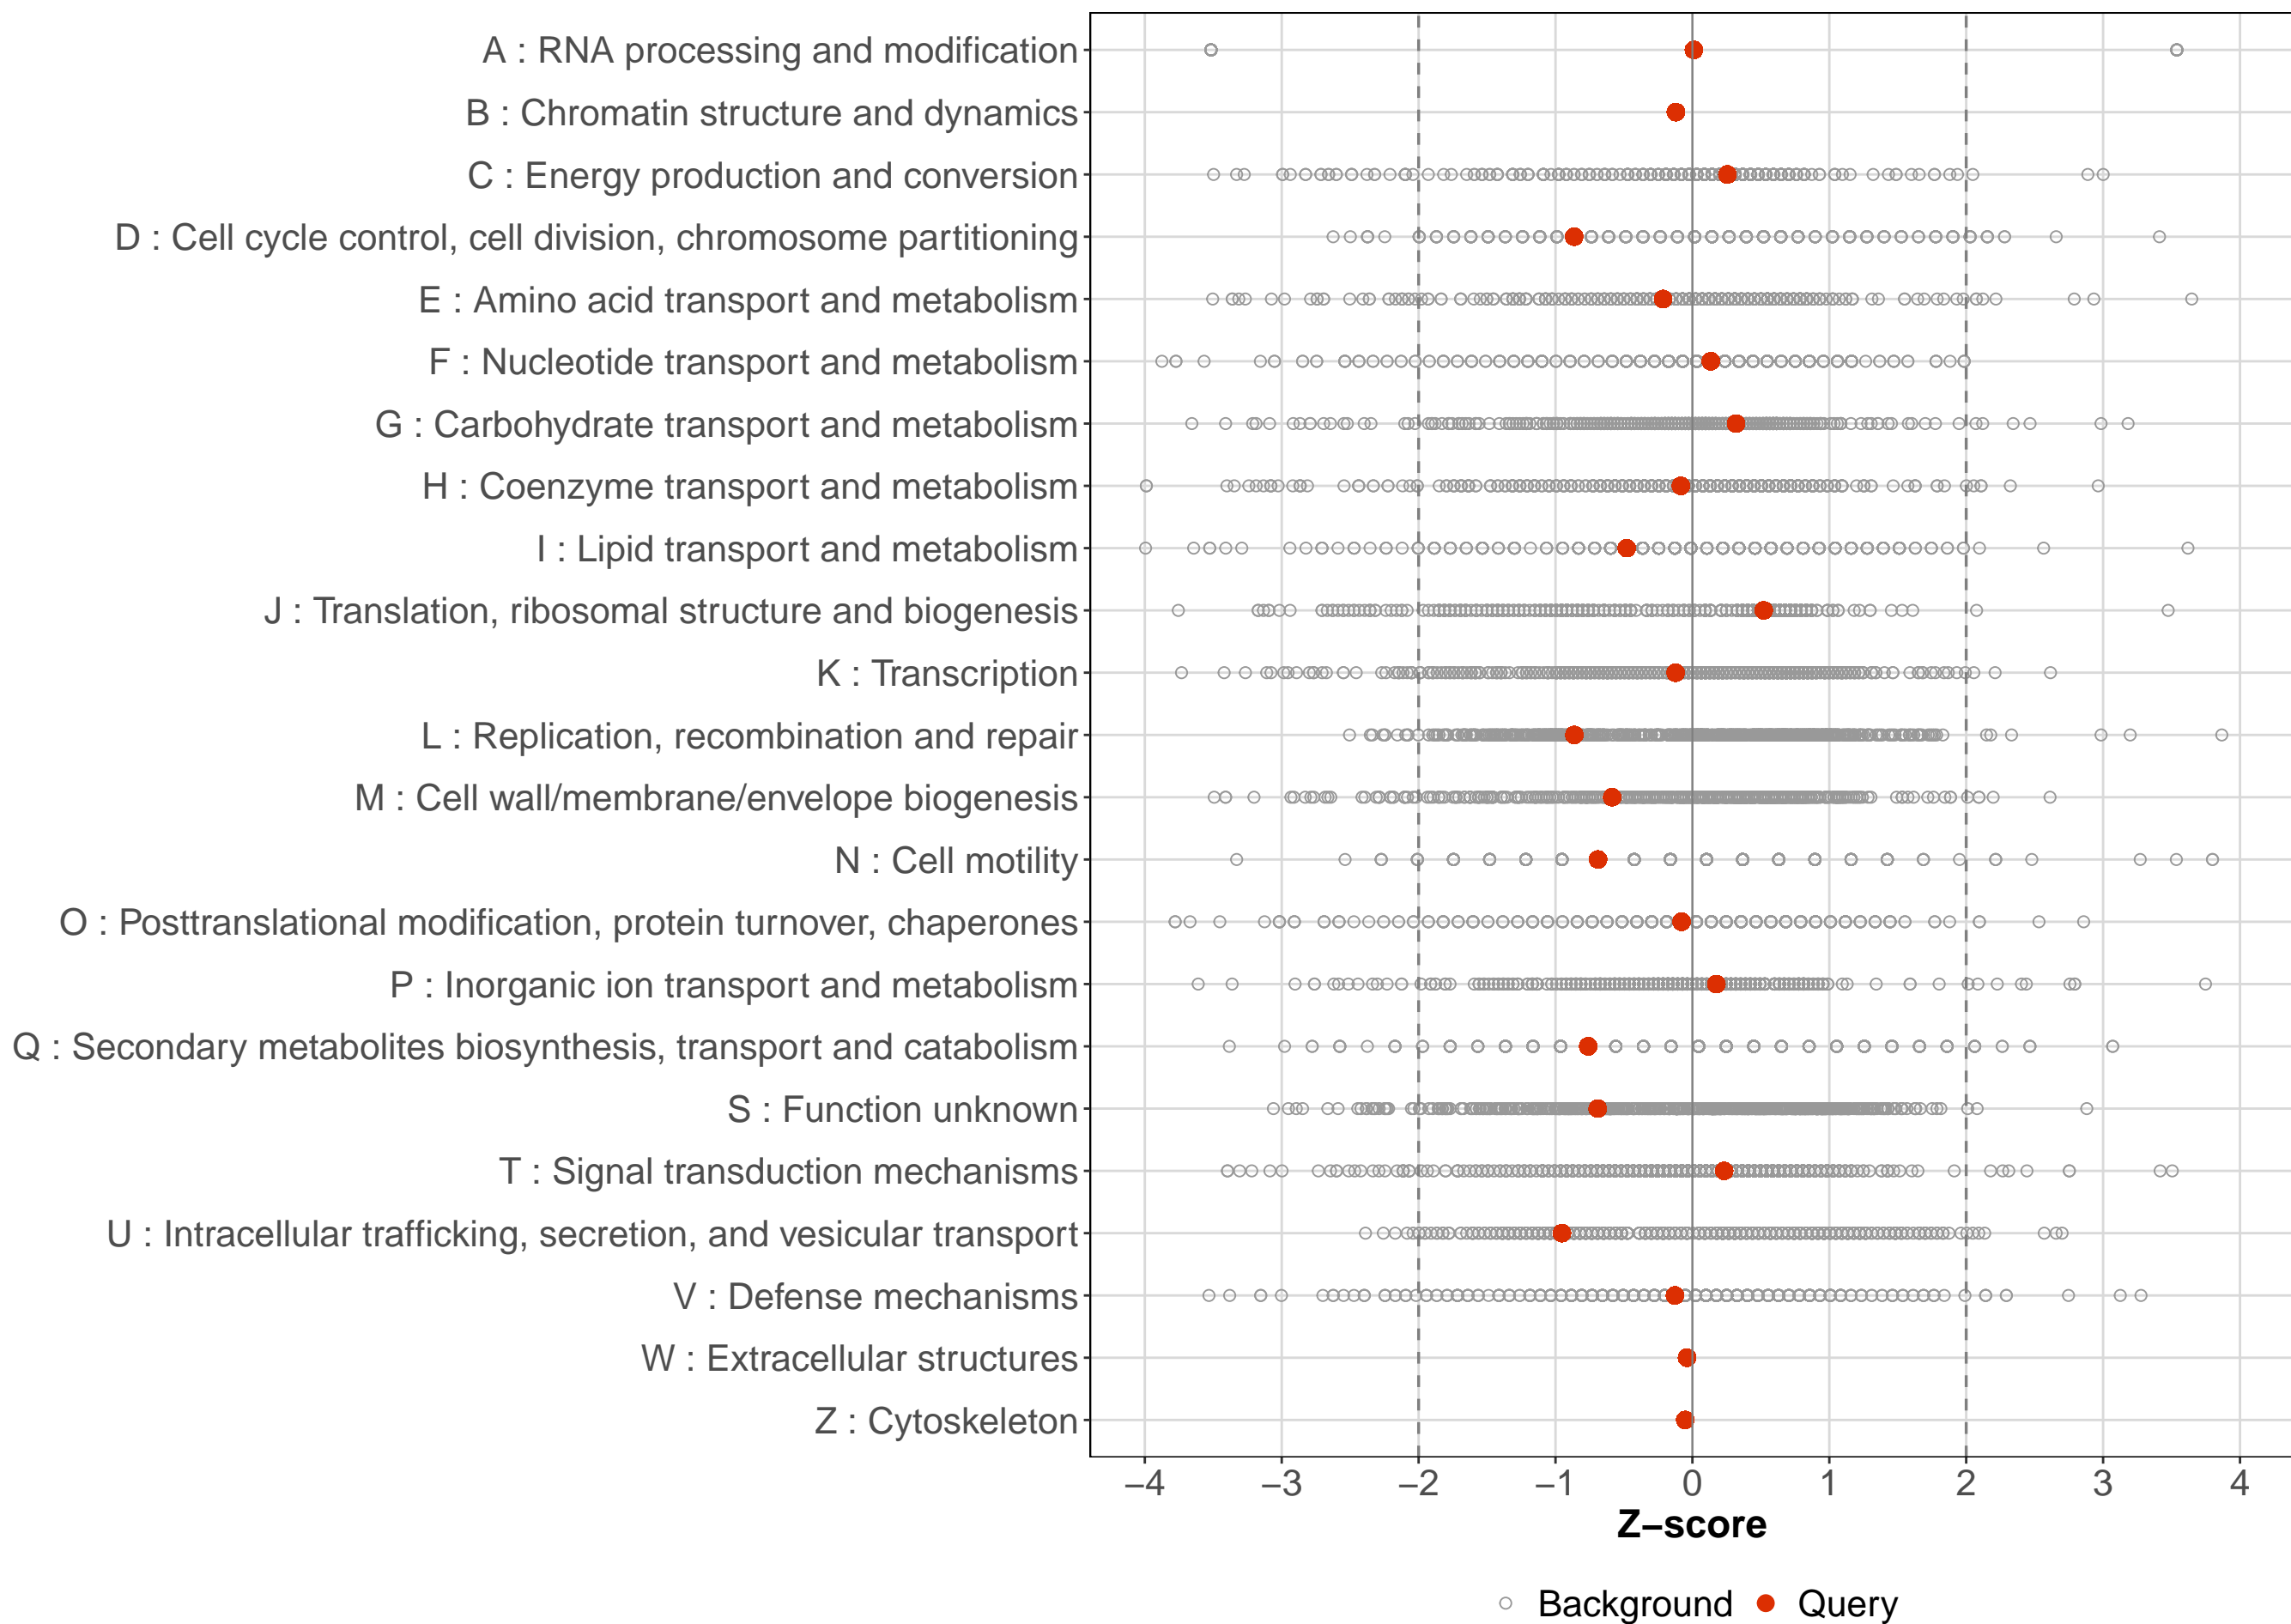 A : RNA processing and modification
B : Chromatin structure and dynamics
C : Energy production and conversion
D : Cell cycle control, cell division, chromosome partitioning
E : Amino acid transport and metabolism
F : Nucleotide transport and metabolism
G : Carbohydrate transport and metabolism
H : Coenzyme transport and metabolism
I : Lipid transport and metabolism
J : Translation, ribosomal structure and biogenesis
K : Transcription
L : Replication, recombination and repair
M : Cell wall/membrane/envelope biogenesis
N : Cell motility
O : Posttranslational modification, protein turnover, chaperones
P : Inorganic ion transport and metabolism
Q : Secondary metabolites biosynthesis, transport and catabolism
S : Function unknown
T : Signal transduction mechanisms
U : Intracellular trafficking, secretion, and vesicular transport
V : Defense mechanisms
W : Extracellular structures
Z : Cytoskeleton
−4 −3 −2 −1 0 1 2 3 4
Z−score
Background Query